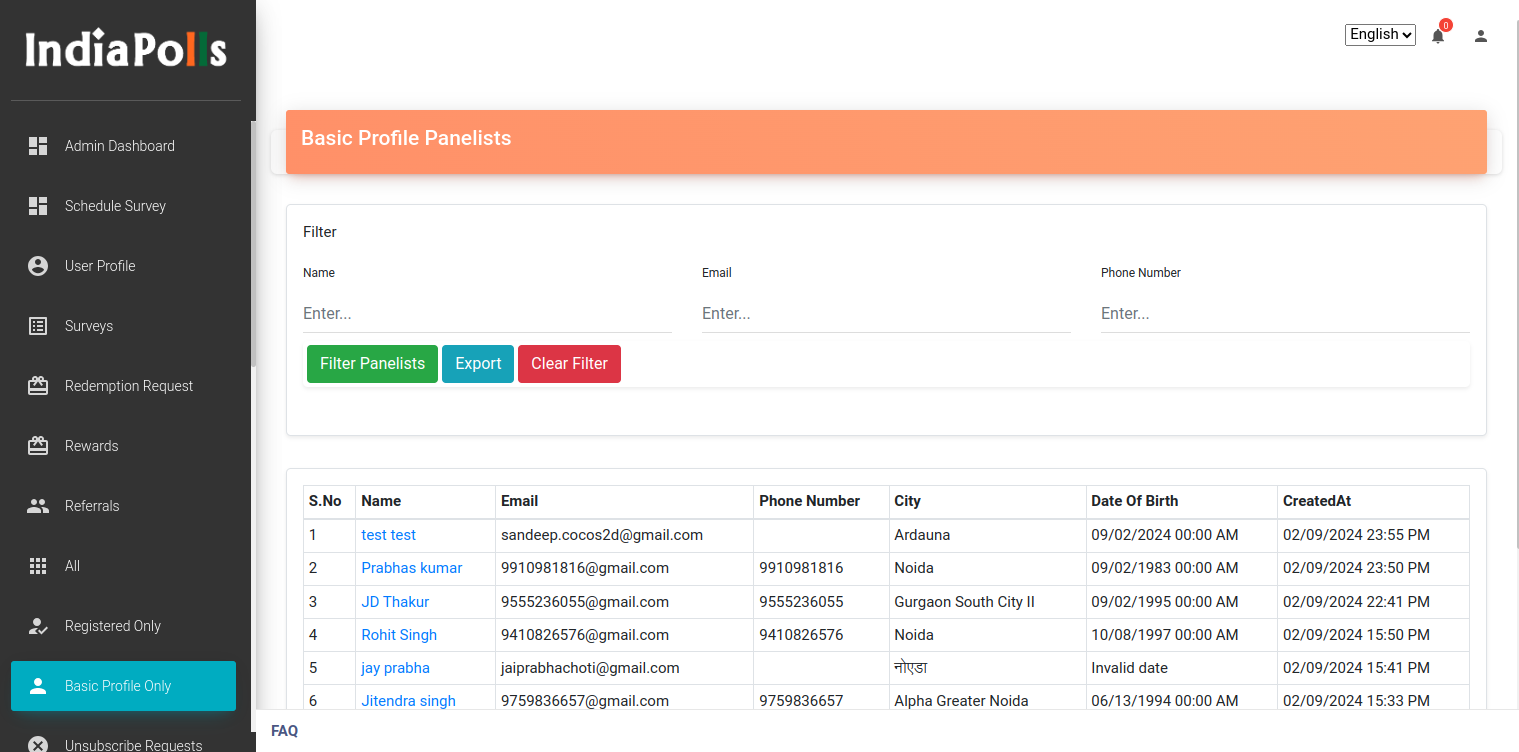 IndiaPolls
English
0
Admin Dashboard
Schedule Survey
User Profile
Surveys
Redemption Request
Rewards
Referrals
All
Registered Only
Basic Profile Only
Unsubscribe Requests
Basic Profile Panelists
Filter
Name Email Phone Number
Enter... Enter... Enter...
Filter Panelists Export Clear Filter
S.No Name Email Phone Number City Date Of Birth CreatedAt
1 test test sandeep.cocos2d@gmail.com Ardauna 09/02/2024 00:00 AM 02/09/2024 23:55 PM
2 Prabhas kumar 9910981816@gmail.com 9910981816 Noida 09/02/1983 00:00 AM 02/09/2024 23:50 PM
3 JD Thakur 9555236055@gmail.com 9555236055 Gurgaon South City II 09/02/1995 00:00 AM 02/09/2024 22:41 PM
4 Rohit Singh 9410826576@gmail.com 9410826576 Noida 10/08/1997 00:00 AM 02/09/2024 15:50 PM
5 jay prabha jaiprabhachoti@gmail.com नोएडा Invalid date 02/09/2024 15:41 PM
6 Jitendra singh 9759836657@gmail.com 9759836657 Alpha Greater Noida 06/13/1994 00:00 AM 02/09/2024 15:33 PM
FAQ